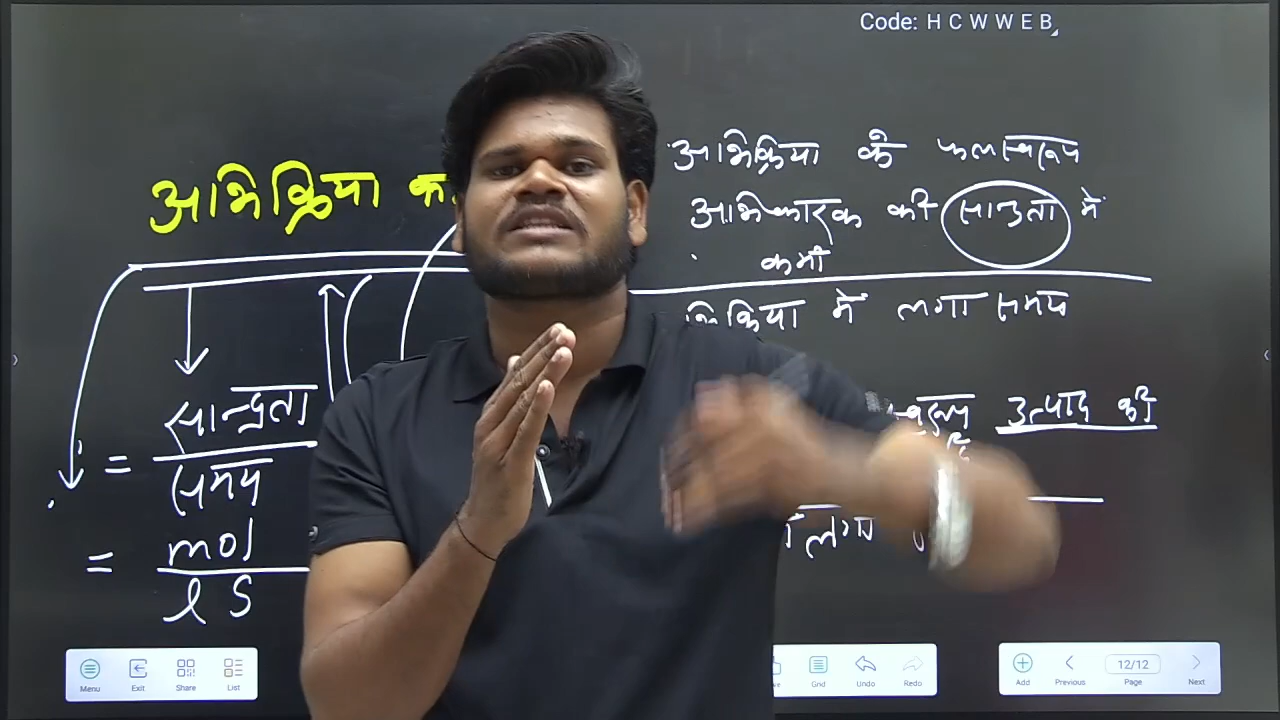 Code: H C W W E B
अभिक्रिया का
अभिक्रिया के फलस्वरूप
अभिकारक की सान्द्रता में
कमी
में लगा समय
सान्द्रता
= समय
उत्पाद की
mol
= l S
लगा
Menu Exit Share List
Grid Undo Redo
Add Previous 12/12 Page Next